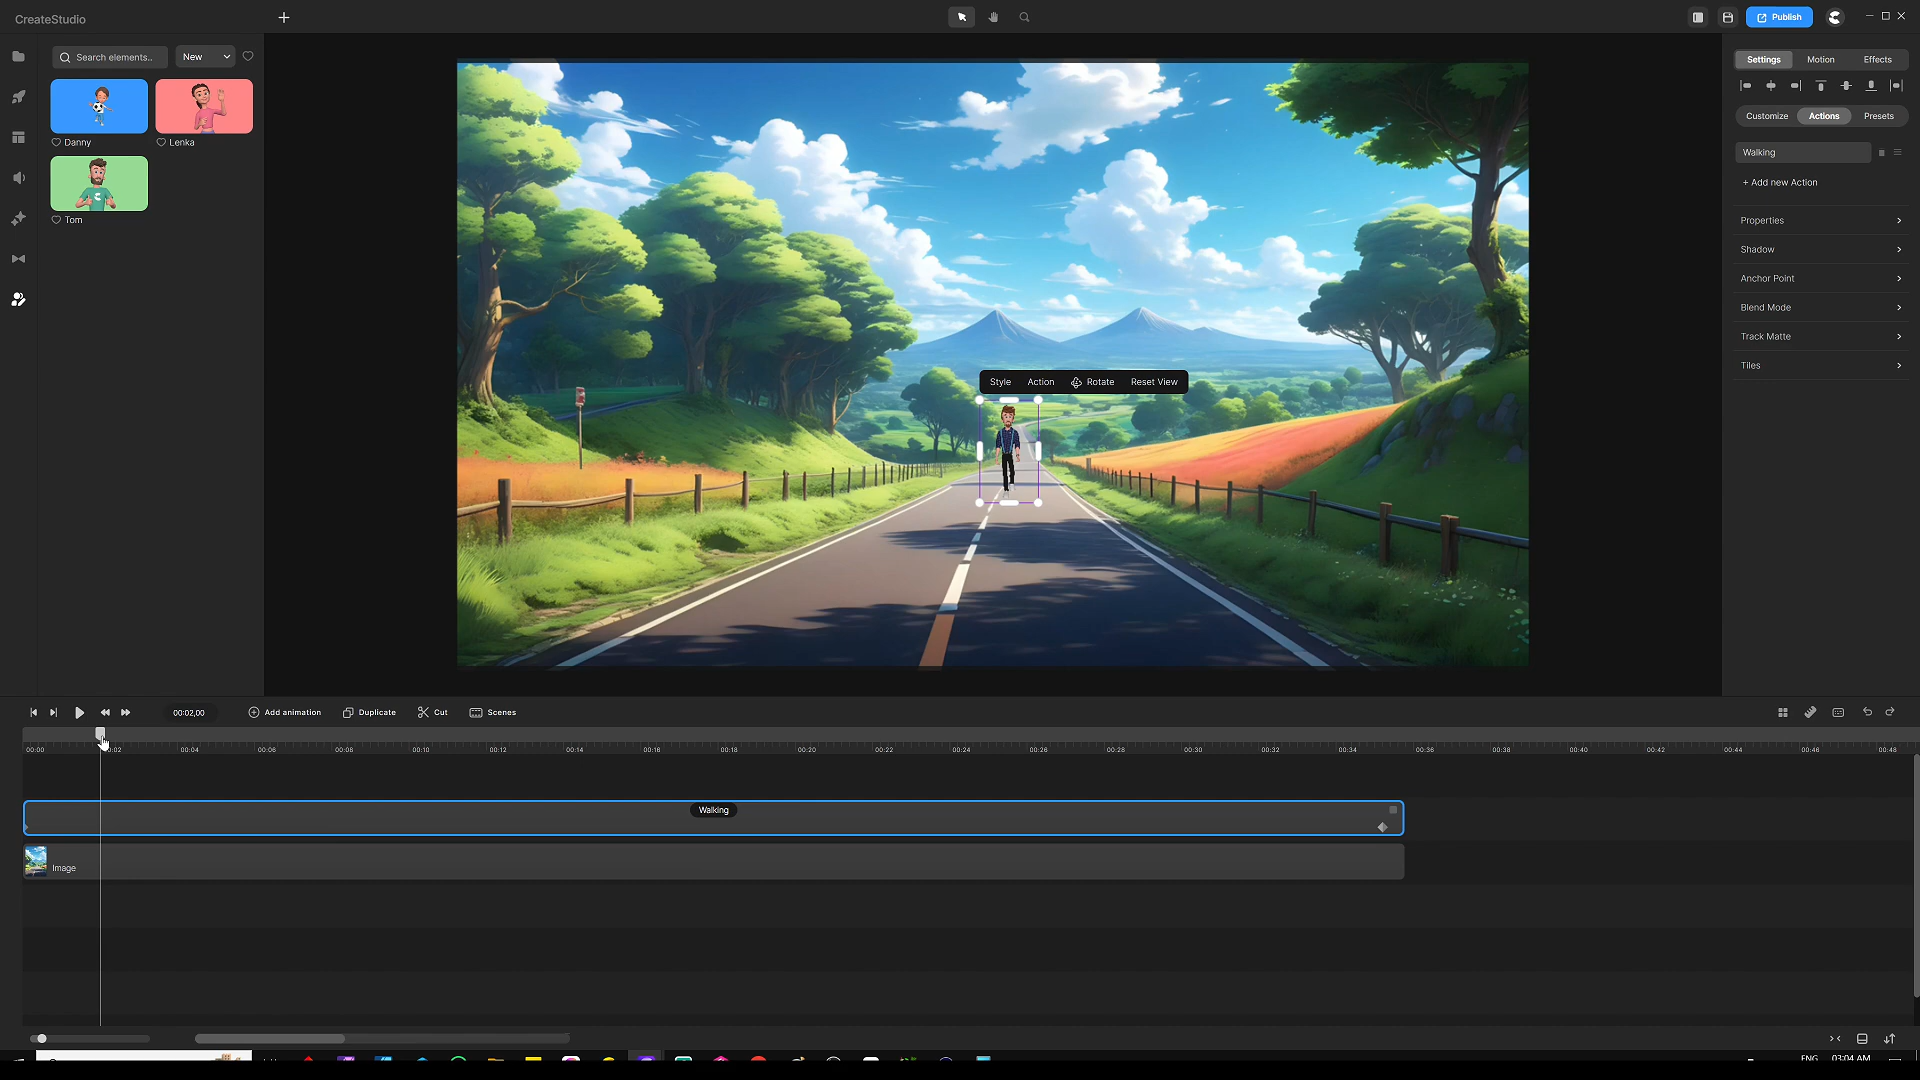 CreateStudio
Publish
Search elements..
New
Danny
Lenka
Tom
Style
Action
Rotate
Reset View
Settings
Motion
Effects
Customize
Actions
Presets
Walking
+ Add new Action
Properties
Shadow
Anchor Point
Blend Mode
Track Matte
Tiles
00:02,00
Add animation
Duplicate
Cut
Scenes
00:00
00:02
00:04
00:06
00:08
00:10
00:12
00:14
00:16
00:18
00:20
00:22
00:24
00:26
00:28
00:30
00:32
00:34
00:36
00:38
00:40
00:42
00:44
00:46
00:48
Walking
Image
ENG
03:04 AM